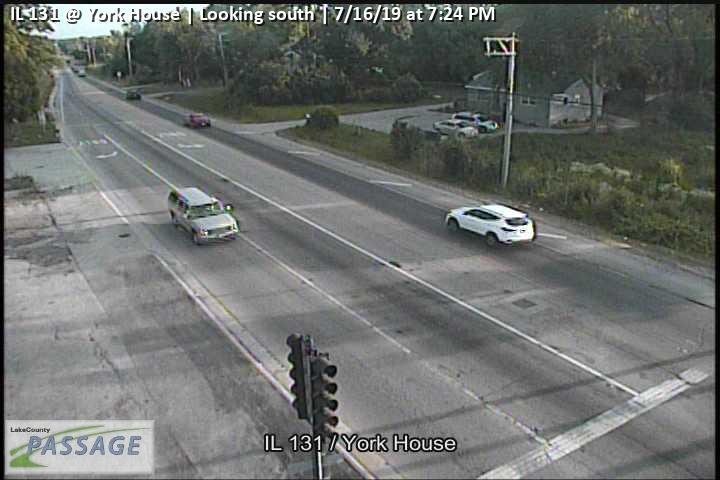 IL 131 @ York House | Looking south | 7/16/19 at 7:24 PM
LakeCounty
PASSAGE
IL 131 / York House